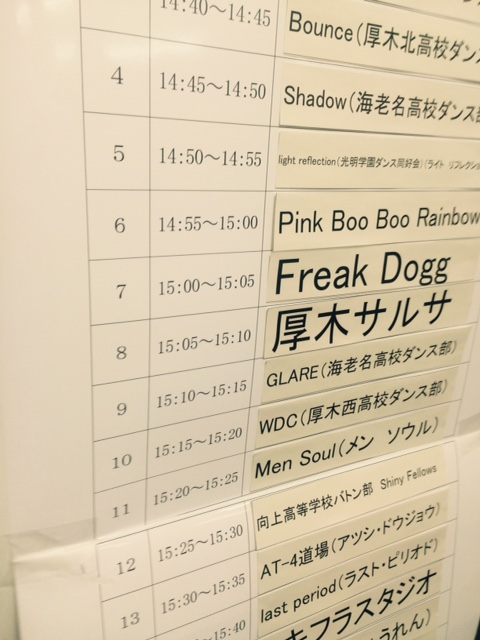 14:40～14:45 Bounce(厚木北高校ダンス
4 14:45～14:50 Shadow(海老名高校ダンス部
5 14:50～14:55 light reflection(光明学園ダンス同好会)(ライト リフレクショ
6 14:55～15:00 Pink Boo Boo Rainbow
7 15:00～15:05 Freak Dogg
8 15:05～15:10 厚木サルサ
9 15:10～15:15 GLARE(海老名高校ダンス部)
10 15:15～15:20 WDC(厚木西高校ダンス部)
11 15:20～15:25 Men Soul(メン ソウル)
12 15:25～15:30 向上高等学校バトン部 Shiny Fellows
13 15:30～15:35 AT-4道場(アツシ・ドウジョウ)
15:40 last period(ラスト・ピリオド)
キフラスタジオ
うれん)